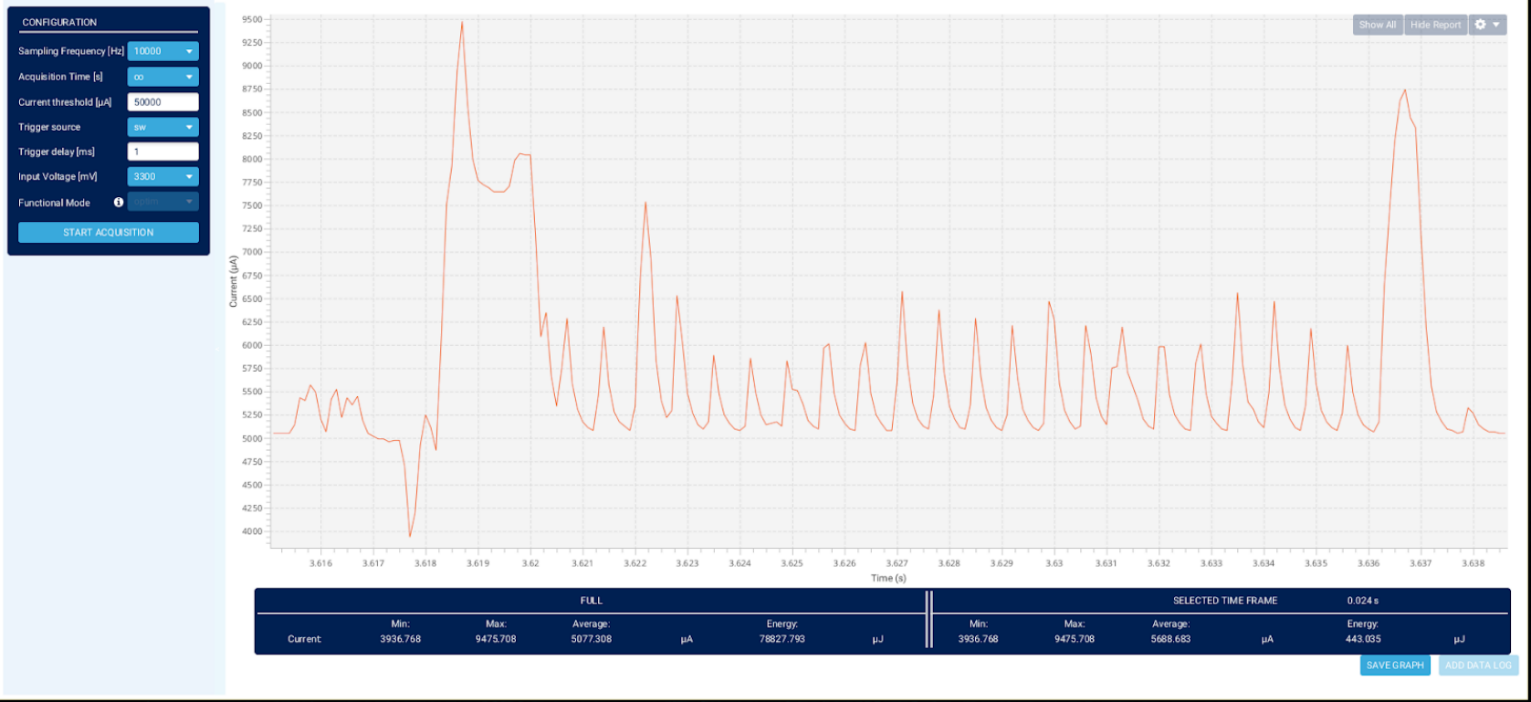 CONFIGURATION
Sampling Frequency [Hz] 10000
Acquisition Time [s] ∞
Current threshold [µA] 50000
Trigger source sw
Trigger delay [ms] 1
Input Voltage [mV] 3300
Functional Mode
START ACQUISITION
Show All Hide Report
9500
9250
9000
8750
8500
8250
8000
7750
7500
7250
7000
6750
6500
6250
6000
5750
5500
5250
5000
4750
4500
4250
4000
Current (µA)
3.616 3.617 3.618 3.619 3.62 3.621 3.622 3.623 3.624 3.625 3.626 3.627 3.628 3.629 3.63 3.631 3.632 3.633 3.634 3.635 3.636 3.637 3.638
Time (s)
FULL SELECTED TIME FRAME 0.024 s
Min: Max: Average: Energy: Min: Max: Average: Energy:
Current 3936.768 9475.708 5077.308 µA 78827.793 µJ 3936.768 9475.708 5688.683 µA 443.035 µJ
SAVE GRAPH ADD DATA LOG